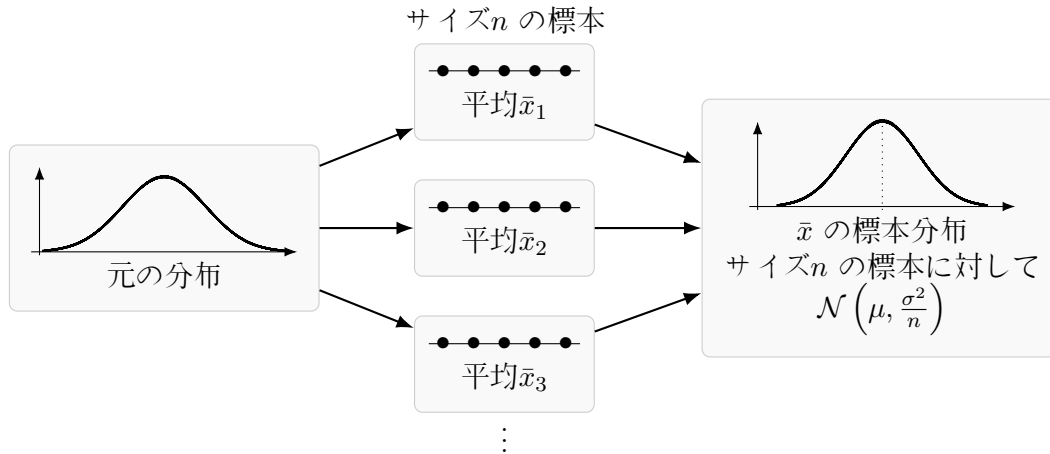 サイズn の標本
平均x̄₁
元の分布
平均x̄₂
平均x̄₃
⋮
x̄ の標本分布
サイズn の標本に対して
𝒩(μ, σ²/n)